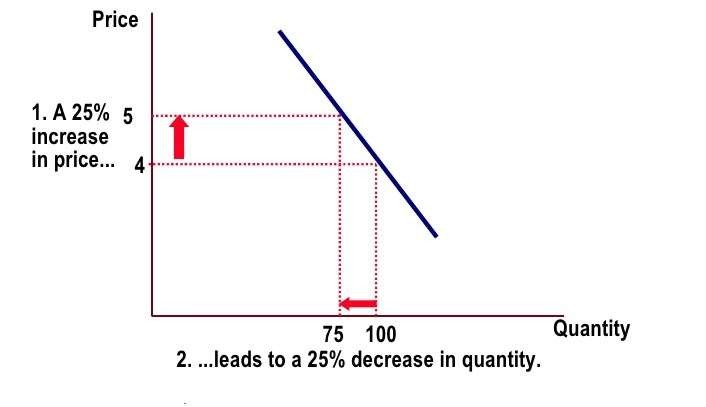 Price
1. A 25%
increase
in price...
5
4
75
100
Quantity
2. ...leads to a 25% decrease in quantity.